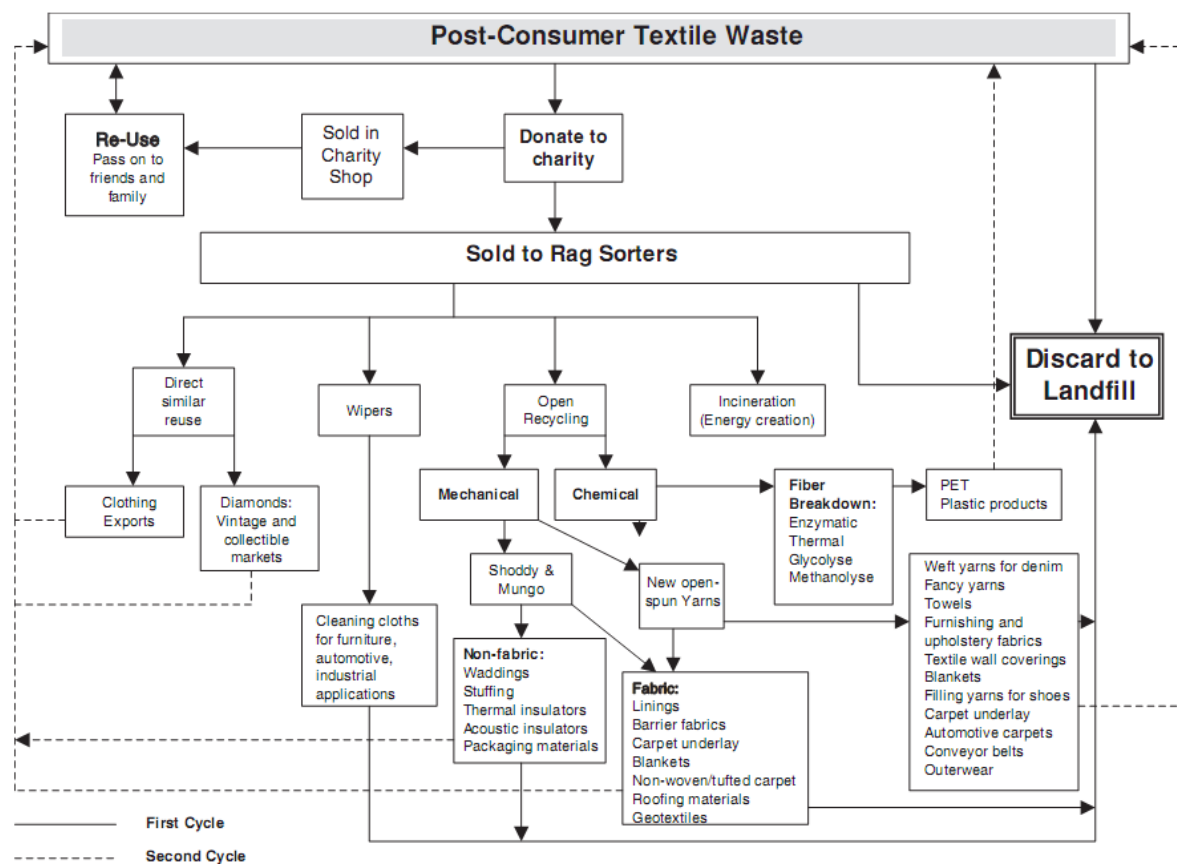 Post-Consumer Textile Waste
Re-Use
Pass on to
friends and
family
Sold in
Charity
Shop
Donate to
charity
Sold to Rag Sorters
Discard to
Landfill
Direct
similar
reuse
Wipers
Open
Recycling
Incineration
(Energy creation)
Clothing
Exports
Diamonds:
Vintage and
collectible
markets
Mechanical
Chemical
Fiber
Breakdown:
Enzymatic
Thermal
Glycolyse
Methanolyse
PET
Plastic products
Shoddy &
Mungo
New open-
spun Yarns
Cleaning cloths
for furniture,
automotive,
industrial
applications
Non-fabric:
Waddings
Stuffing
Thermal insulators
Acoustic insulators
Packaging materials
Fabric:
Linings
Barrier fabrics
Carpet underlay
Blankets
Non-woven/tufted carpet
Roofing materials
Geotextiles
Weft yarns for denim
Fancy yarns
Towels
Furnishing and
upholstery fabrics
Textile wall coverings
Blankets
Filling yarns for shoes
Carpet underlay
Automotive carpets
Conveyor belts
Outerwear
First Cycle
Second Cycle